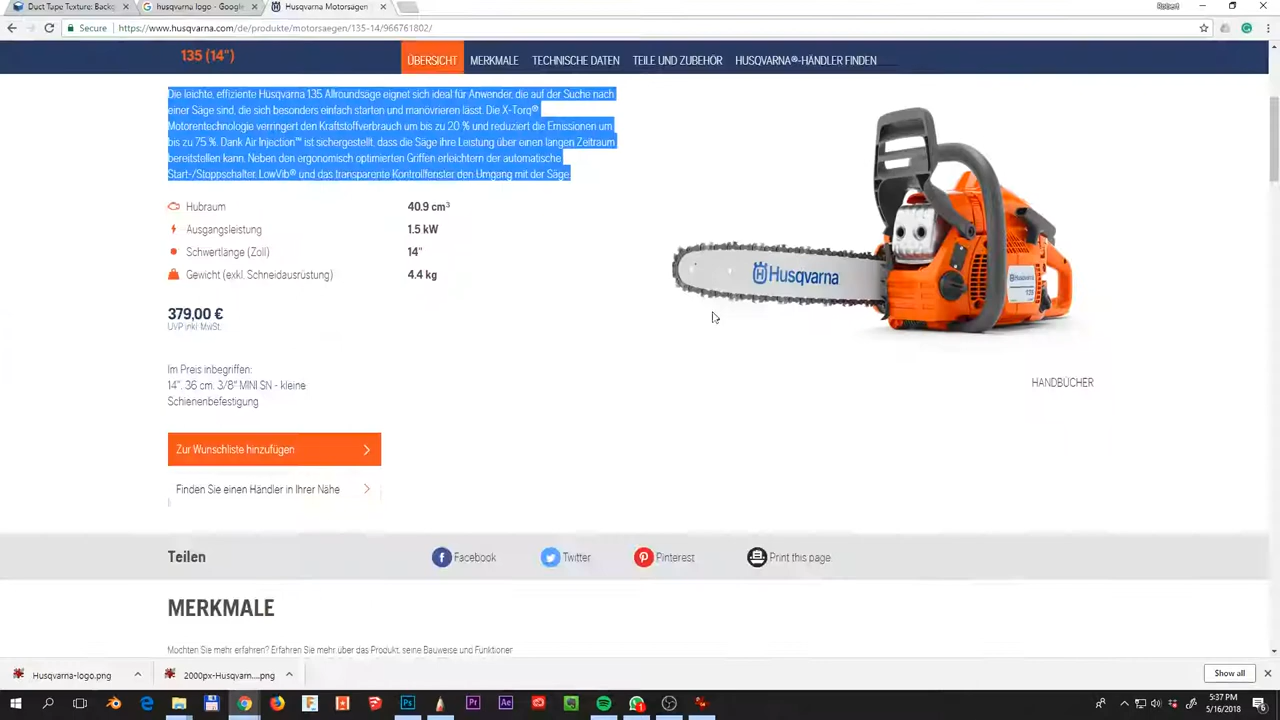 Duct Tape Texture: Backg
husqvarna logo - Google
Husqvarna Motorsägen
Robert
Secure
https://www.husqvarna.com/de/produkte/motorsaegen/135-14/966761802/
135 (14")
ÜBERSICHT
MERKMALE
TECHNISCHE DATEN
TEILE UND ZUBEHÖR
HUSQVARNA®-HÄNDLER FINDEN
Die leichte, effiziente Husqvarna 135 Allroundsäge eignet sich ideal für Anwender, die auf der Suche nach
einer Säge sind, die sich besonders einfach starten und manövrieren lässt. Die X-Torq®
Motorentechnologie verringert den Kraftstoffverbrauch um bis zu 20 % und reduziert die Emissionen um
bis zu 75 %. Dank Air Injection™ ist sichergestellt, dass die Säge ihre Leistung über einen langen Zeitraum
bereitstellen kann. Neben den ergonomisch optimierten Griffen erleichtern der automatische
Start-/Stoppschalter, LowVib® und das transparente Kontrollfenster den Umgang mit der Säge.
Hubraum 40.9 cm³
Ausgangsleistung 1.5 kW
Schwertlänge (Zoll) 14"
Gewicht (exkl. Schneidausrüstung) 4.4 kg
Husqvarna
379,00 €
UVP inkl. MwSt.
Im Preis inbegriffen:
14", 36 cm, 3/8" MINI SN - kleine
Schienenbefestigung
HANDBÜCHER
Zur Wunschliste hinzufügen
Finden Sie einen Händler in Ihrer Nähe
Teilen
Facebook
Twitter
Pinterest
Print this page
MERKMALE
Möchten Sie mehr erfahren? Erfahren Sie mehr über das Produkt, seine Bauweise und Funktionen
Husqvarna-logo.png
2000px-Husqvarn....png
Show all
5:37 PM
5/16/2018